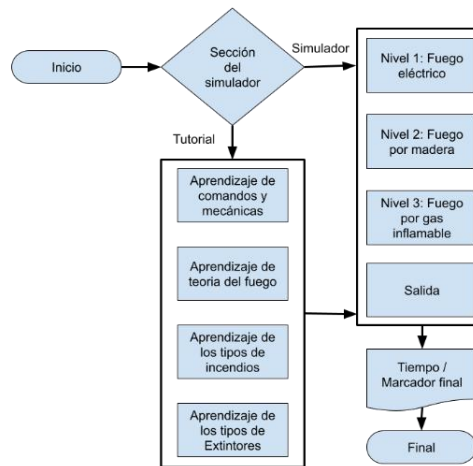 Inicio
Sección
del
simulador
Simulador
Tutorial
Aprendizaje de
comandos y
mecánicas
Aprendizaje de
teoria del fuego
Aprendizaje de
los tipos de
incendios
Aprendizaje de
los tipos de
Extintores
Nivel 1: Fuego
eléctrico
Nivel 2: Fuego
por madera
Nivel 3: Fuego
por gas
inflamable
Salida
Tiempo /
Marcador final
Final